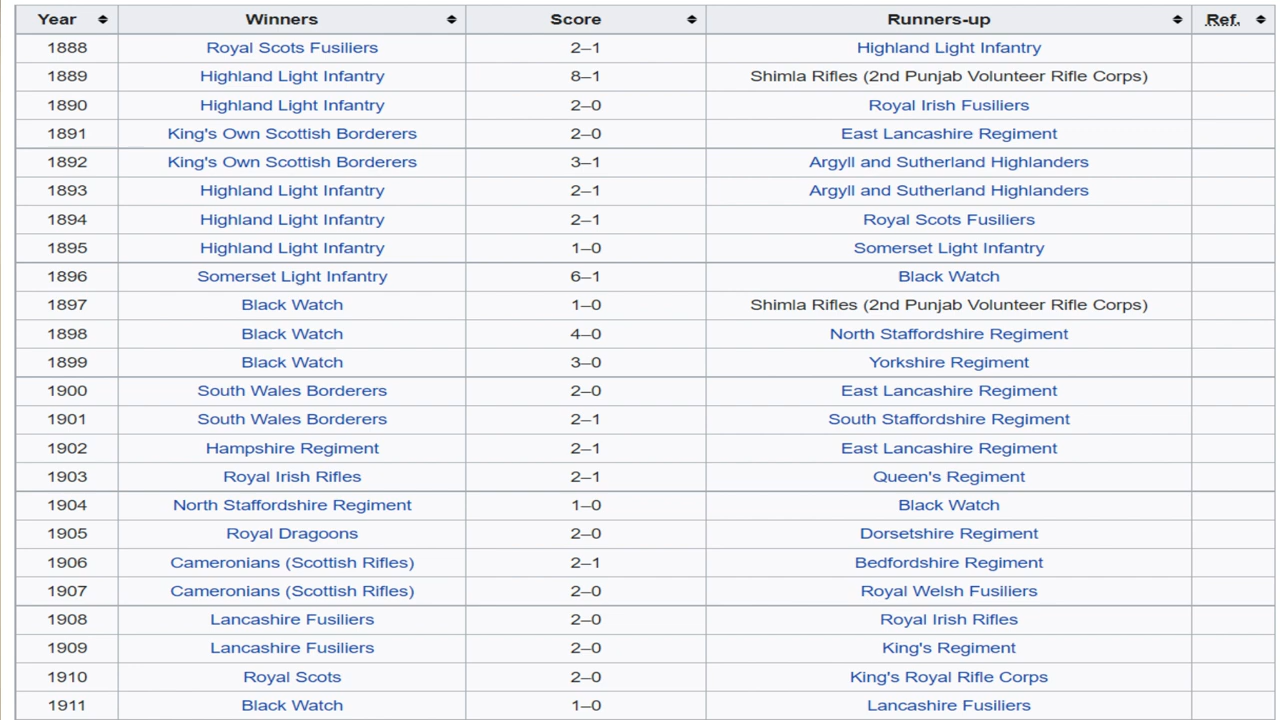 Year Winners Score Runners-up Ref.
1888 Royal Scots Fusiliers 2–1 Highland Light Infantry
1889 Highland Light Infantry 8–1 Shimla Rifles (2nd Punjab Volunteer Rifle Corps)
1890 Highland Light Infantry 2–0 Royal Irish Fusiliers
1891 King's Own Scottish Borderers 2–0 East Lancashire Regiment
1892 King's Own Scottish Borderers 3–1 Argyll and Sutherland Highlanders
1893 Highland Light Infantry 2–1 Argyll and Sutherland Highlanders
1894 Highland Light Infantry 2–1 Royal Scots Fusiliers
1895 Highland Light Infantry 1–0 Somerset Light Infantry
1896 Somerset Light Infantry 6–1 Black Watch
1897 Black Watch 1–0 Shimla Rifles (2nd Punjab Volunteer Rifle Corps)
1898 Black Watch 4–0 North Staffordshire Regiment
1899 Black Watch 3–0 Yorkshire Regiment
1900 South Wales Borderers 2–0 East Lancashire Regiment
1901 South Wales Borderers 2–1 South Staffordshire Regiment
1902 Hampshire Regiment 2–1 East Lancashire Regiment
1903 Royal Irish Rifles 2–1 Queen's Regiment
1904 North Staffordshire Regiment 1–0 Black Watch
1905 Royal Dragoons 2–0 Dorsetshire Regiment
1906 Cameronians (Scottish Rifles) 2–1 Bedfordshire Regiment
1907 Cameronians (Scottish Rifles) 2–0 Royal Welsh Fusiliers
1908 Lancashire Fusiliers 2–0 Royal Irish Rifles
1909 Lancashire Fusiliers 2–0 King's Regiment
1910 Royal Scots 2–0 King's Royal Rifle Corps
1911 Black Watch 1–0 Lancashire Fusiliers